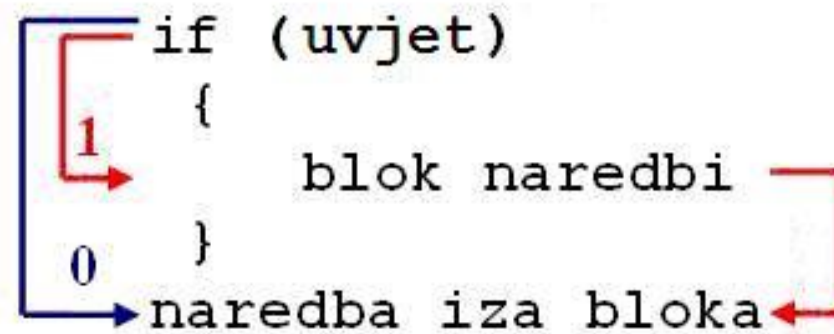 if (uvjet)
{
1
blok naredbi
}
0
naredba iza bloka